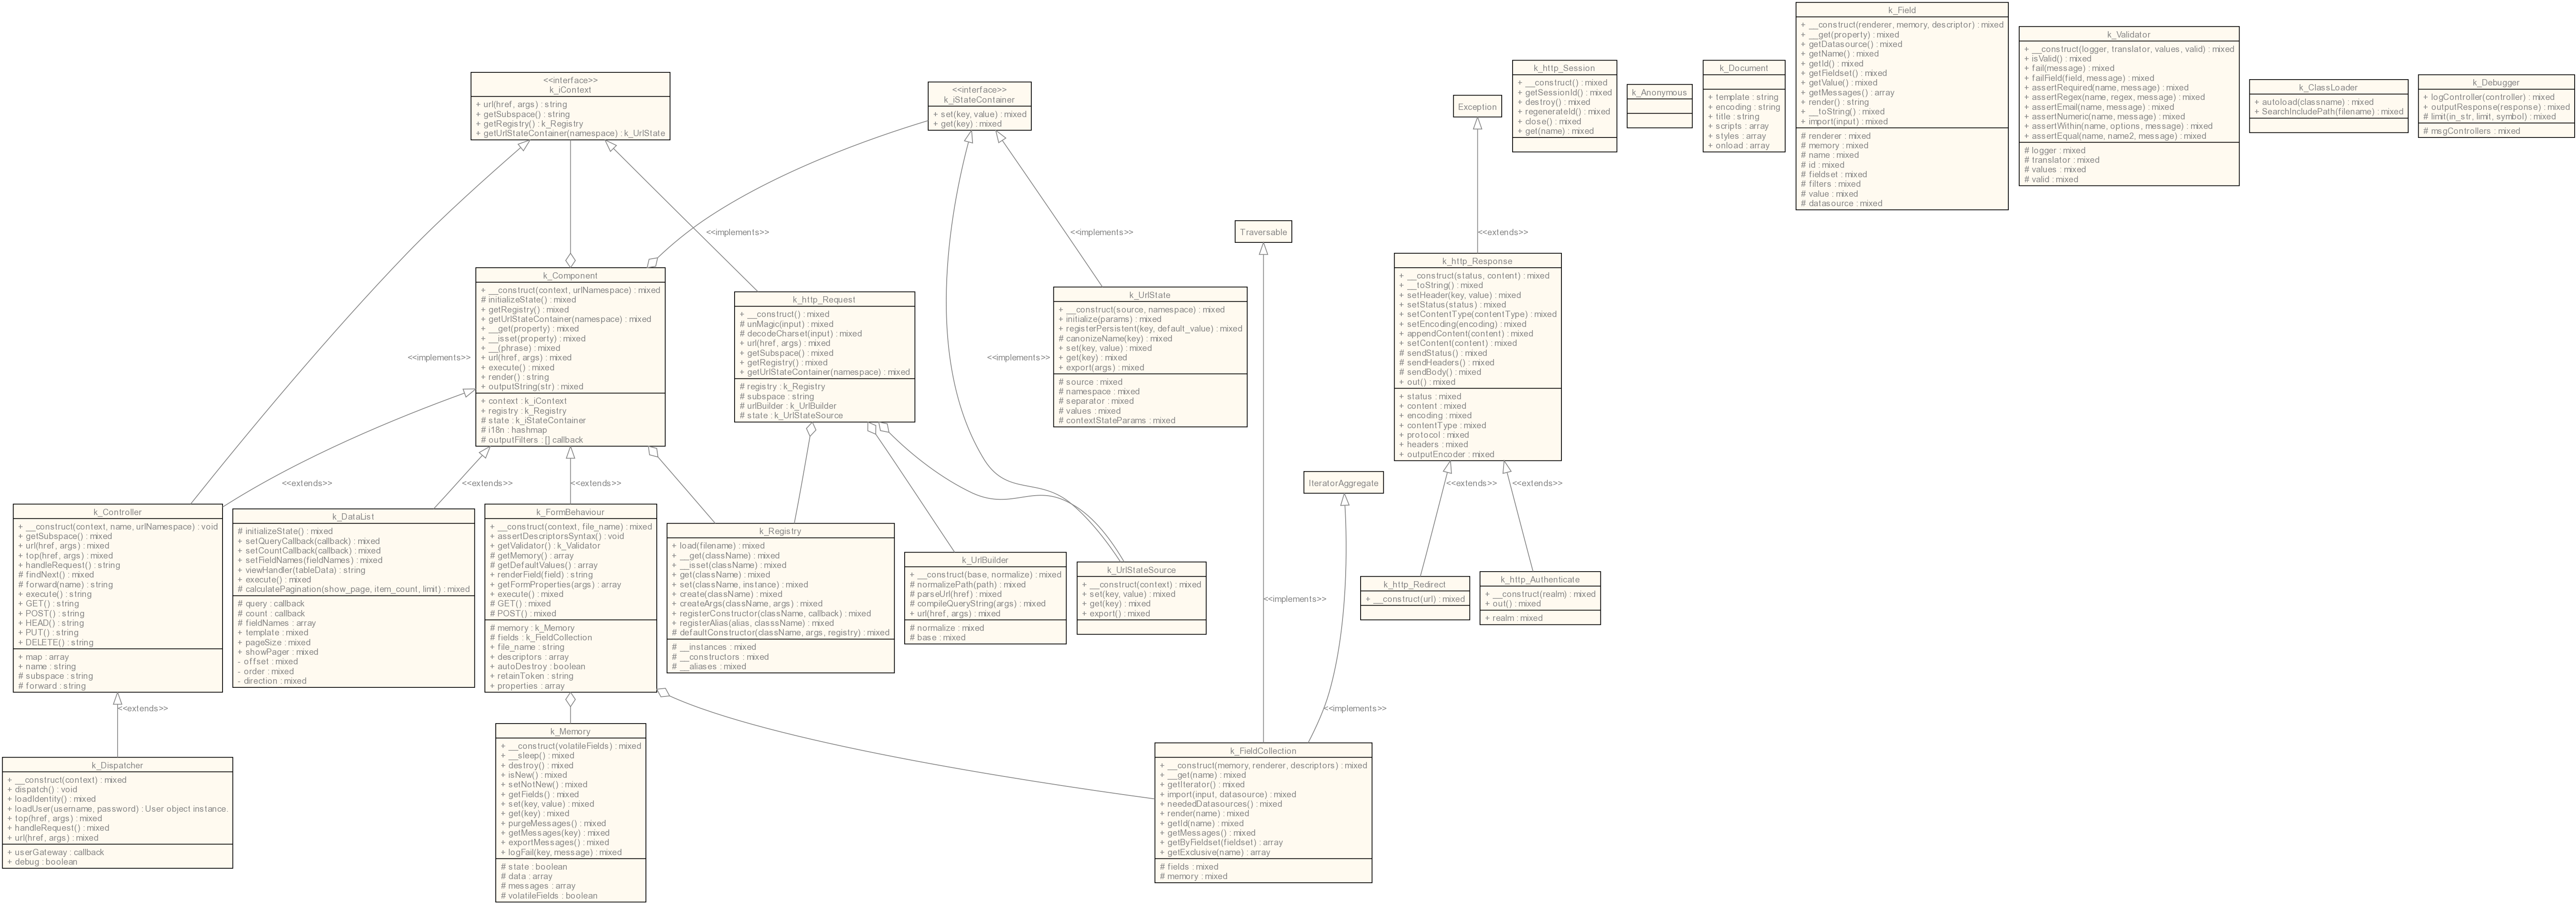 <<interface>>
k_iContext
+ url(href, args) : string
+ getSubspace() : string
+ getRegistry() : k_Registry
+ getUrlStateContainer(namespace) : k_UrlState
<<interface>>
k_iStateContainer
+ set(key, value) : mixed
+ get(key) : mixed
Exception
k_http_Session
+ __construct() : mixed
+ getSessionId() : mixed
+ destroy() : mixed
+ regenerateId() : mixed
+ close() : mixed
+ get(name) : mixed
k_Anonymous
k_Document
+ template : string
+ encoding : string
+ title : string
+ scripts : array
+ styles : array
+ onload : array
k_Field
+ __construct(renderer, memory, descriptor) : mixed
+ __get(property) : mixed
+ getDatasource() : mixed
+ getName() : mixed
+ getId() : mixed
+ getFieldset() : mixed
+ getValue() : mixed
+ getMessages() : array
+ render() : string
+ __toString() : mixed
+ import(input) : mixed
# renderer : mixed
# memory : mixed
# name : mixed
# id : mixed
# fieldset : mixed
# filters : mixed
# value : mixed
# datasource : mixed
k_Validator
+ __construct(logger, translator, values, valid) : mixed
+ isValid() : mixed
+ fail(message) : mixed
+ failField(field, message) : mixed
+ assertRequired(name, message) : mixed
+ assertRegex(name, regex, message) : mixed
+ assertEmail(name, message) : mixed
+ assertNumeric(name, message) : mixed
+ assertWithin(name, options, message) : mixed
+ assertEqual(name, name2, message) : mixed
# logger : mixed
# translator : mixed
# values : mixed
# valid : mixed
k_ClassLoader
+ autoload(classname) : mixed
+ SearchIncludePath(filename) : mixed
k_Debugger
+ logController(controller) : mixed
+ outputResponse(response) : mixed
# limit(in_str, limit, symbol) : mixed
# msgControllers : mixed
<<implements>>
<<implements>>
Traversable
<<extends>>
k_Component
+ __construct(context, urlNamespace) : mixed
# initializeState() : mixed
+ getRegistry() : mixed
+ getUrlStateContainer(namespace) : mixed
+ __get(property) : mixed
+ __isset(property) : mixed
+ __(phrase) : mixed
+ url(href, args) : mixed
+ execute() : mixed
+ render() : string
+ outputString(str) : mixed
+ context : k_iContext
+ registry : k_Registry
# state : k_iStateContainer
# i18n : hashmap
# outputFilters : [] callback
k_http_Request
+ __construct() : mixed
# unMagic(input) : mixed
# decodeCharset(input) : mixed
+ url(href, args) : mixed
+ getSubspace() : mixed
+ getRegistry() : mixed
+ getUrlStateContainer(namespace) : mixed
# registry : k_Registry
# subspace : string
# urlBuilder : k_UrlBuilder
# state : k_UrlStateSource
k_UrlState
+ __construct(source, namespace) : mixed
+ initialize(params) : mixed
+ registerPersistent(key, default_value) : mixed
# canonizeName(key) : mixed
+ set(key, value) : mixed
+ get(key) : mixed
+ export(args) : mixed
# source : mixed
# namespace : mixed
# separator : mixed
# values : mixed
# contextStateParams : mixed
k_http_Response
+ __construct(status, content) : mixed
+ __toString() : mixed
+ setHeader(key, value) : mixed
+ setStatus(status) : mixed
+ setContentType(contentType) : mixed
+ setEncoding(encoding) : mixed
+ appendContent(content) : mixed
+ setContent(content) : mixed
# sendStatus() : mixed
# sendHeaders() : mixed
# sendBody() : mixed
+ out() : mixed
+ status : mixed
+ content : mixed
+ encoding : mixed
+ contentType : mixed
+ protocol : mixed
+ headers : mixed
+ outputEncoder : mixed
<<implements>>
<<implements>>
<<extends>>
<<extends>>
<<extends>>
IteratorAggregate
<<extends>>
<<extends>>
k_Controller
+ __construct(context, name, urlNamespace) : void
+ getSubspace() : mixed
+ url(href, args) : mixed
+ top(href, args) : mixed
+ handleRequest() : string
# findNext() : mixed
# forward(name) : string
+ execute() : string
+ GET() : string
+ POST() : string
+ HEAD() : string
+ PUT() : string
+ DELETE() : string
+ map : array
+ name : string
# subspace : string
# forward : string
k_DataList
# initializeState() : mixed
+ setQueryCallback(callback) : mixed
+ setCountCallback(callback) : mixed
+ setFieldNames(fieldNames) : mixed
+ viewHandler(tableData) : string
+ execute() : mixed
# calculatePagination(show_page, item_count, limit) : mixed
# query : callback
# count : callback
# fieldNames : array
+ template : mixed
+ pageSize : mixed
+ showPager : mixed
- offset : mixed
- order : mixed
- direction : mixed
k_FormBehaviour
+ __construct(context, file_name) : mixed
+ assertDescriptorsSyntax() : void
+ getValidator() : k_Validator
# getMemory() : array
# getDefaultValues() : array
+ renderField(field) : string
+ getFormProperties(args) : array
+ execute() : mixed
# GET() : mixed
# POST() : mixed
# memory : k_Memory
# fields : k_FieldCollection
+ file_name : string
+ descriptors : array
+ autoDestroy : boolean
+ retainToken : string
+ properties : array
k_Registry
+ load(filename) : mixed
+ __get(className) : mixed
+ __isset(className) : mixed
+ get(className) : mixed
+ set(className, instance) : mixed
+ create(className) : mixed
+ createArgs(className, args) : mixed
+ registerConstructor(className, callback) : mixed
+ registerAlias(alias, classsName) : mixed
# defaultConstructor(className, args, registry) : mixed
# __instances : mixed
# __constructors : mixed
# __aliases : mixed
k_UrlBuilder
+ __construct(base, normalize) : mixed
# normalizePath(path) : mixed
# parseUrl(href) : mixed
# compileQueryString(args) : mixed
+ url(href, args) : mixed
# normalize : mixed
# base : mixed
k_UrlStateSource
+ __construct(context) : mixed
+ set(key, value) : mixed
+ get(key) : mixed
+ export() : mixed
<<implements>>
k_http_Redirect
+ __construct(url) : mixed
k_http_Authenticate
+ __construct(realm) : mixed
+ out() : mixed
+ realm : mixed
<<extends>>
<<implements>>
k_Dispatcher
+ __construct(context) : mixed
+ dispatch() : void
+ loadIdentity() : mixed
+ loadUser(username, password) : User object instance.
+ top(href, args) : mixed
+ handleRequest() : mixed
+ url(href, args) : mixed
+ userGateway : callback
+ debug : boolean
k_Memory
+ __construct(volatileFields) : mixed
+ __sleep() : mixed
+ destroy() : mixed
+ isNew() : mixed
+ setNotNew() : mixed
+ getFields() : mixed
+ set(key, value) : mixed
+ get(key) : mixed
+ purgeMessages() : mixed
+ getMessages(key) : mixed
+ exportMessages() : mixed
+ logFail(key, message) : mixed
# state : boolean
# data : array
# messages : array
# volatileFields : boolean
k_FieldCollection
+ __construct(memory, renderer, descriptors) : mixed
+ __get(name) : mixed
+ getIterator() : mixed
+ import(input, datasource) : mixed
+ neededDatasources() : mixed
+ render(name) : mixed
+ getId(name) : mixed
+ getMessages() : mixed
+ getByFieldset(fieldset) : array
+ getExclusive(name) : array
# fields : mixed
# memory : mixed